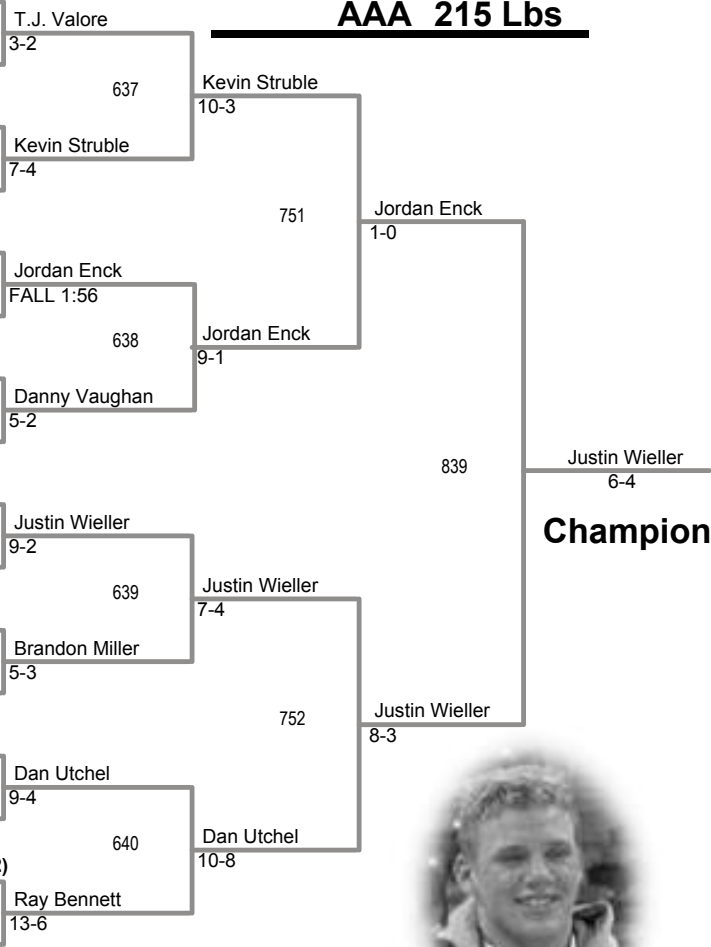 AAA 215 Lbs
T.J. Valore
3-2
637
Kevin Struble
10-3
Kevin Struble
7-4
751
Jordan Enck
1-0
Jordan Enck
FALL 1:56
638
Jordan Enck
9-1
Danny Vaughan
5-2
839
Justin Wieller
6-4
Champion
Justin Wieller
9-2
639
Justin Wieller
7-4
Brandon Miller
5-3
752
Justin Wieller
8-3
Dan Utchel
9-4
640
Dan Utchel
10-8
Ray Bennett
13-6